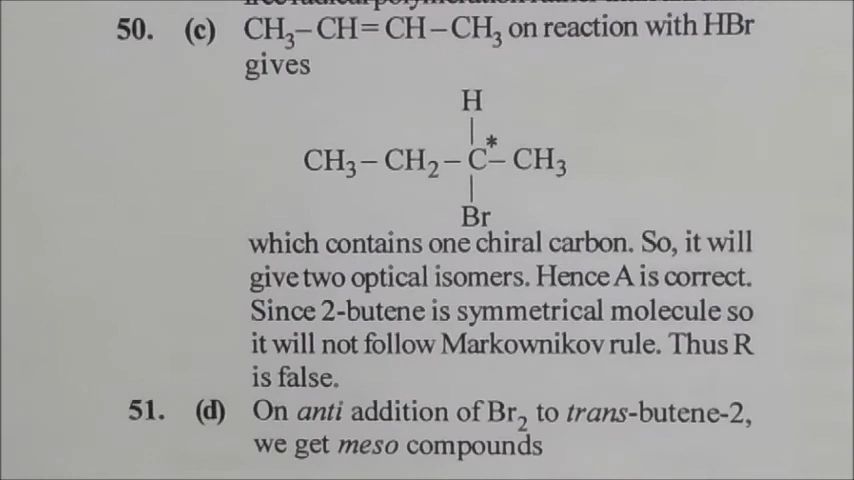 50. (c) CH₃–CH=CH–CH₃ on reaction with HBr
gives
H
|
CH₃–CH₂–C*–CH₃
|
Br
which contains one chiral carbon. So, it will
give two optical isomers. Hence A is correct.
Since 2-butene is symmetrical molecule so
it will not follow Markownikov rule. Thus R
is false.
51. (d) On anti addition of Br₂ to trans-butene-2,
we get meso compounds